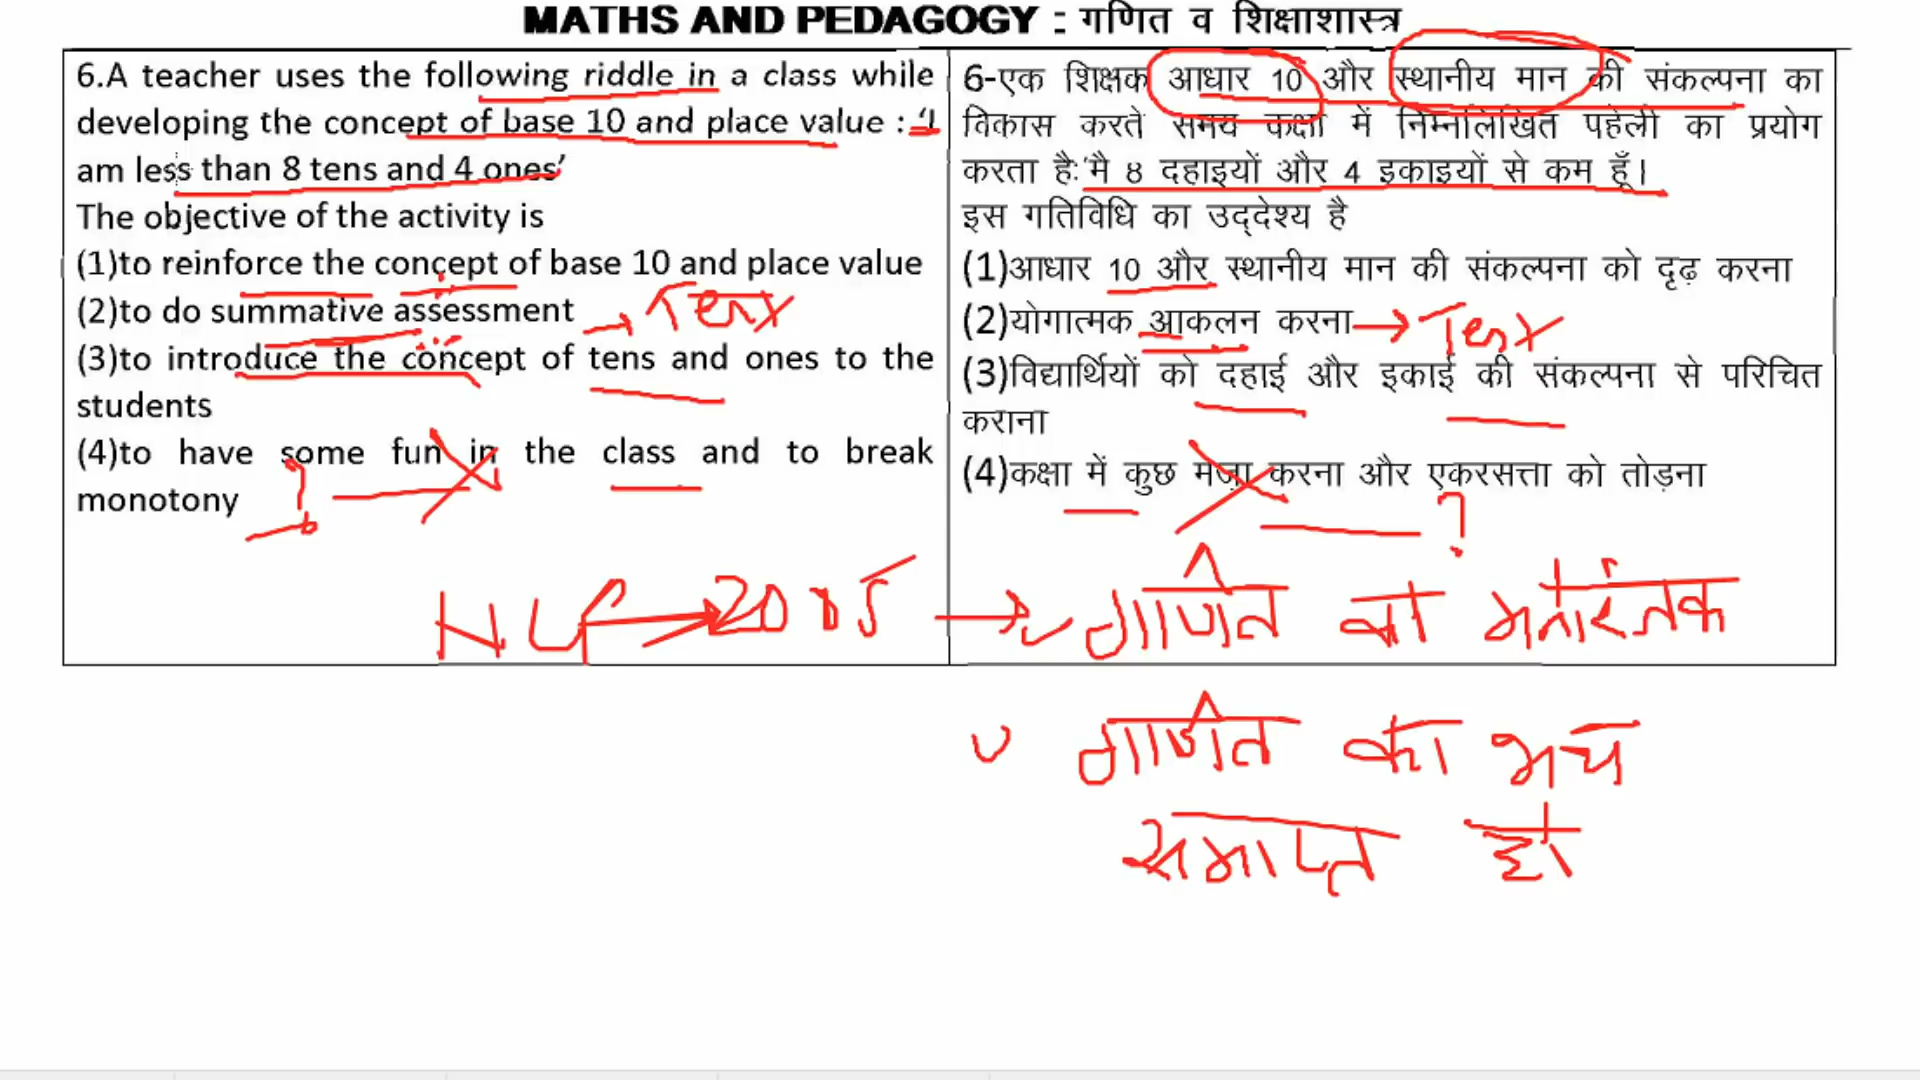 MATHS AND PEDAGOGY : गणित व शिक्षाशास्त्र
6.A teacher uses the following riddle in a class while
developing the concept of base 10 and place value : ‘I
am less than 8 tens and 4 ones’
The objective of the activity is
(1)to reinforce the concept of base 10 and place value
(2)to do summative assessment
(3)to introduce the concept of tens and ones to the
students
(4)to have some fun in the class and to break
monotony
6-एक शिक्षक आधार 10 और स्थानीय मान की संकल्पना का
विकास करते समय कक्षा में निम्नलिखित पहेली का प्रयोग
करता है:‘मै 8 दहाइयों और 4 इकाइयों से कम हूँ।
इस गतिविधि का उद्देश्य है
(1)आधार 10 और स्थानीय मान की संकल्पना को दृढ़ करना
(2)योगात्मक आकलन करना
(3)विद्यार्थियों को दहाई और इकाई की संकल्पना से परिचित
कराना
(4)कक्षा में कुछ मज़ा करना और एकरसत्ता को तोड़ना
2005
गणित का
गणित का भय
समाप्त हो